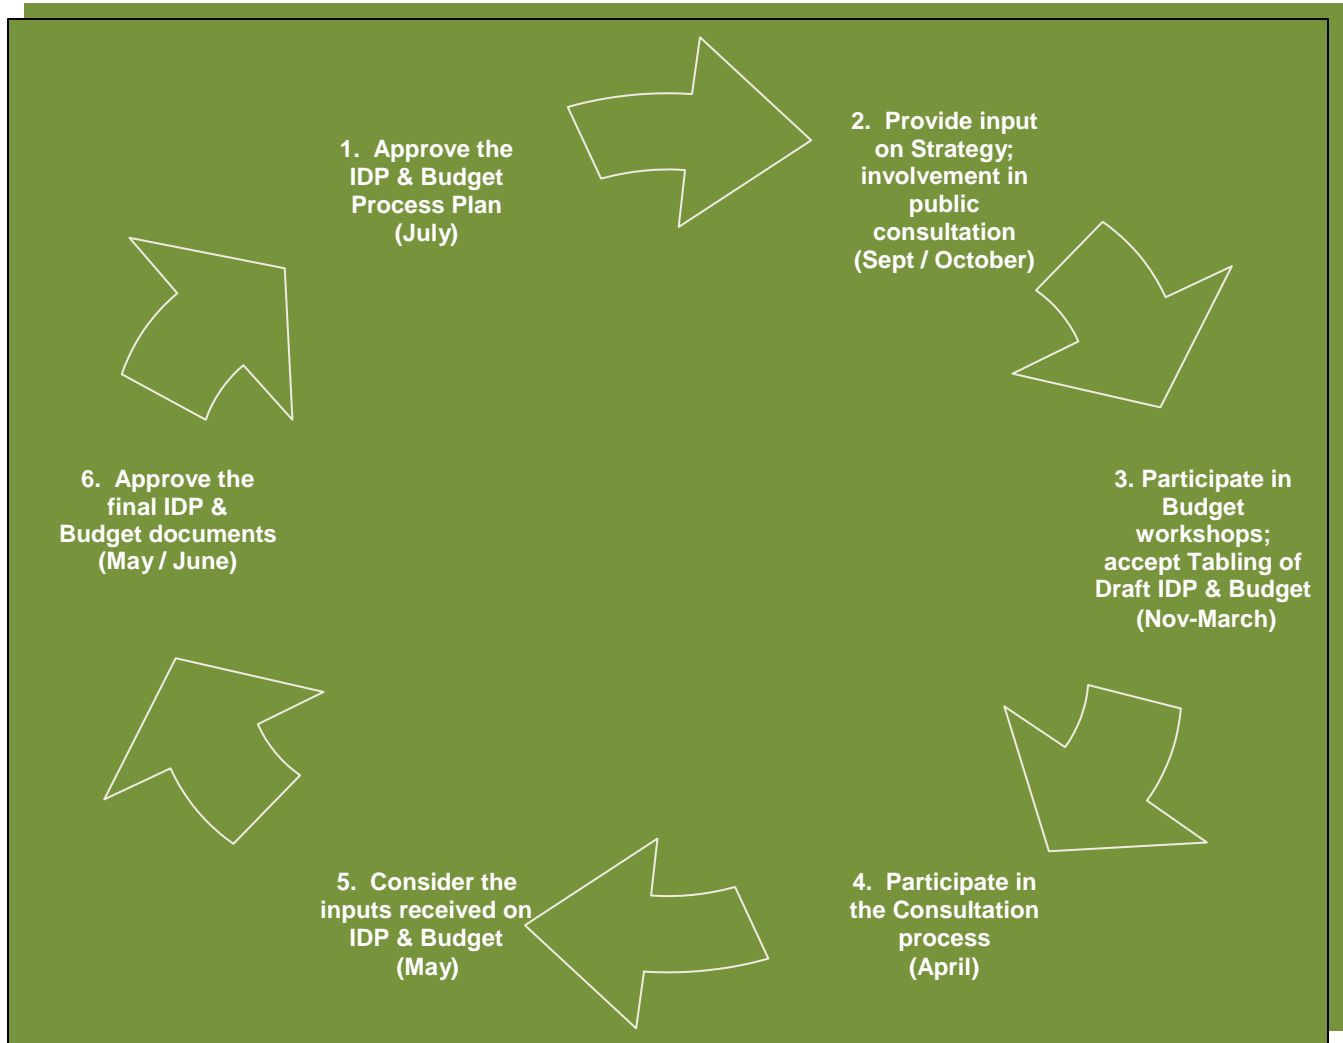 1. Approve the
IDP & Budget
Process Plan
(July)
2. Provide input
on Strategy;
involvement in
public
consultation
(Sept / October)
3. Participate in
Budget
workshops;
accept Tabling of
Draft IDP & Budget
(Nov-March)
4. Participate in
the Consultation
process
(April)
5. Consider the
inputs received on
IDP & Budget
(May)
6. Approve the
final IDP &
Budget documents
(May / June)